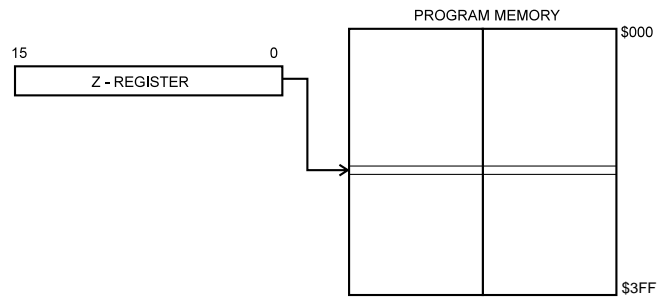 PROGRAM MEMORY
$000
15 0
Z - REGISTER
$3FF